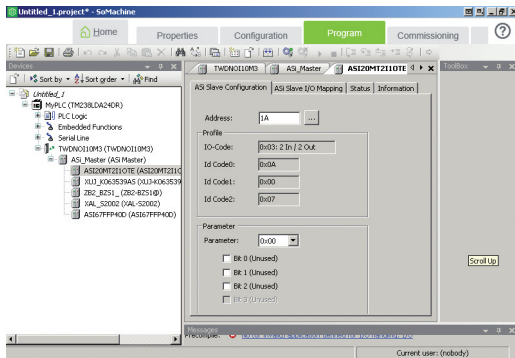 Untitled_1.project* - SoMachine
Home
Properties
Configuration
Program
Commissioning
?
Devices
Sort by
Sort order
Find
Untitled_1
MyPLC (TM238LDA24DR)
PLC Logic
Embedded Functions
Serial Line
TWDNOI10M3 (TWDNOI10M3)
ASi_Master (ASi Master)
ASI20MT2I1OTE (ASI20MT2I1O
XUJ_K063539AS (XUJ-K063539
ZB2_BZS1_ (ZB2-BZS1@)
XAL_S2002 (XAL-S2002)
ASI67FFP40D (ASI67FFP40D)
TWDNOI10M3
ASi_Master
ASI20MT2I1OTE
ASi Slave Configuration
ASi Slave I/O Mapping
Status
Information
Address:
1A
...
Profile
IO-Code:
0x03: 2 In / 2 Out
Id Code0:
0x0A
Id Code1:
0x00
Id Code2:
0x07
Parameter
Parameter:
0x00
Bit 0 (Unused)
Bit 1 (Unused)
Bit 2 (Unused)
Bit 3 (Unused)
ToolBox
Scroll Up
Messages
Precompile:
Current user: (nobody)